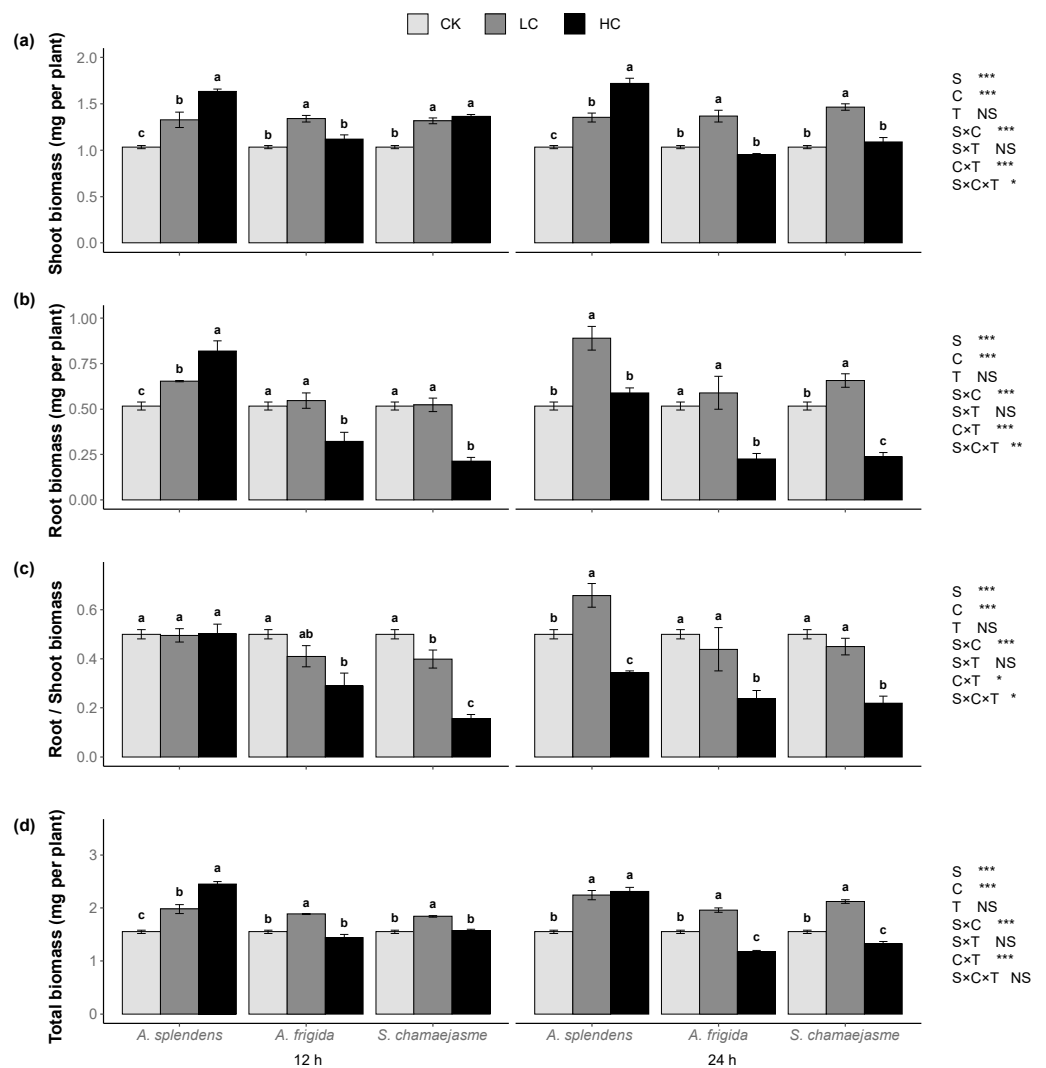 CK LC HC
(a)
Shoot biomass (mg per plant)
2.0
1.5
1.0
0.5
0.0
c b a b a b b a a c b a b a b b a b
S ***
C ***
T NS
S×C ***
S×T NS
C×T ***
S×C×T *
(b)
Root biomass (mg per plant)
1.00
0.75
0.50
0.25
0.00
c b a a a b a a b b a b a a b b a c
S ***
C ***
T NS
S×C ***
S×T NS
C×T ***
S×C×T **
(c)
Root / Shoot biomass
0.6
0.4
0.2
0.0
a a a a ab b a b c b a c a a b a a b
S ***
C ***
T NS
S×C ***
S×T NS
C×T *
S×C×T *
(d)
Total biomass (mg per plant)
3
2
1
0
c b a b a b b a b b a a b a c b a c
S ***
C ***
T NS
S×C ***
S×T NS
C×T ***
S×C×T NS
A. splendens A. frigida S. chamaejasme A. splendens A. frigida S. chamaejasme
12 h 24 h